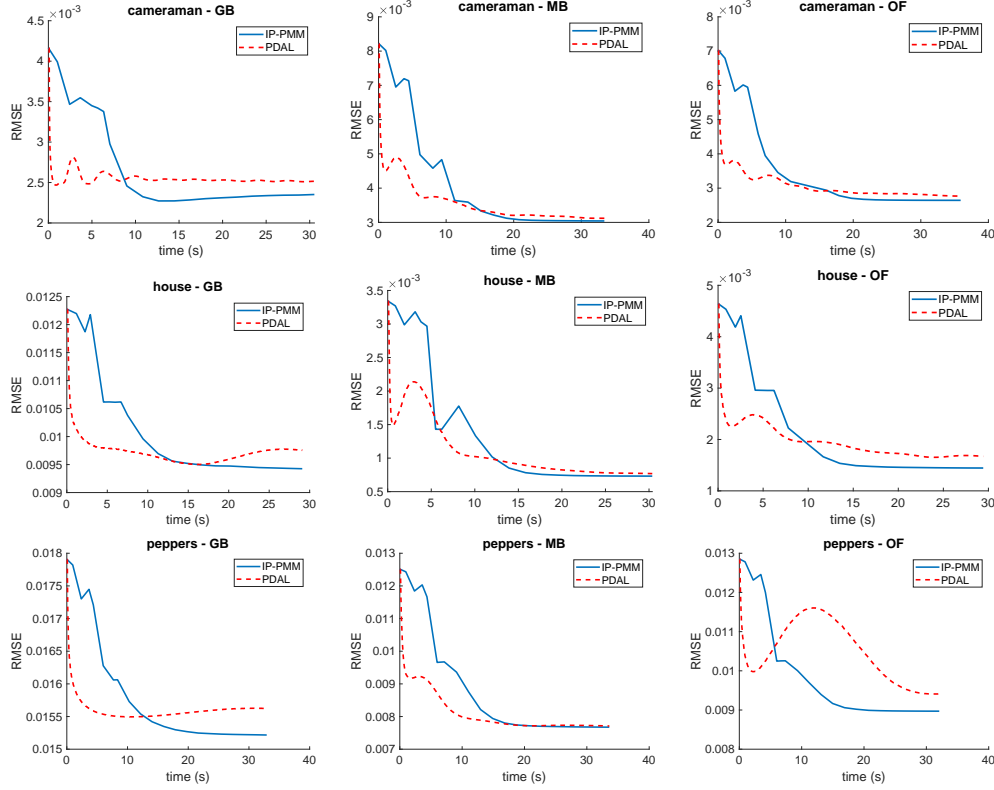 cameraman - GB
×10⁻³
RMSE
4.5
4
3.5
3
2.5
2
0 5 10 15 20 25 30
time (s)
IP-PMM
PDAL
cameraman - MB
×10⁻³
RMSE
9
8
7
6
5
4
3
0 10 20 30 40
time (s)
IP-PMM
PDAL
cameraman - OF
×10⁻³
RMSE
8
7
6
5
4
3
2
0 10 20 30 40
time (s)
IP-PMM
PDAL
house - GB
RMSE
0.0125
0.012
0.0115
0.011
0.0105
0.01
0.0095
0.009
0 5 10 15 20 25 30
time (s)
IP-PMM
PDAL
house - MB
×10⁻³
RMSE
3.5
3
2.5
2
1.5
1
0.5
0 5 10 15 20 25 30
time (s)
IP-PMM
PDAL
house - OF
×10⁻³
RMSE
5
4
3
2
1
0 5 10 15 20 25 30
time (s)
IP-PMM
PDAL
peppers - GB
RMSE
0.018
0.0175
0.017
0.0165
0.016
0.0155
0.015
0 10 20 30 40
time (s)
IP-PMM
PDAL
peppers - MB
RMSE
0.013
0.012
0.011
0.01
0.009
0.008
0.007
0 10 20 30 40
time (s)
IP-PMM
PDAL
peppers - OF
RMSE
0.013
0.012
0.011
0.01
0.009
0.008
0 10 20 30 40
time (s)
IP-PMM
PDAL